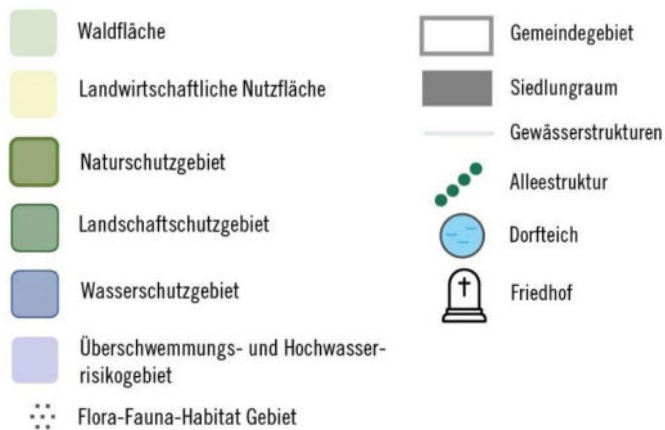 Waldfläche
Landwirtschaftliche Nutzfläche
Naturschutzgebiet
Landschaftschutzgebiet
Wasserschutzgebiet
Überschwemmungs- und Hochwasser-
risikogebiet
Flora-Fauna-Habitat Gebiet
Gemeindegebiet
Siedlungraum
Gewässerstrukturen
Alleestruktur
Dorfteich
Friedhof